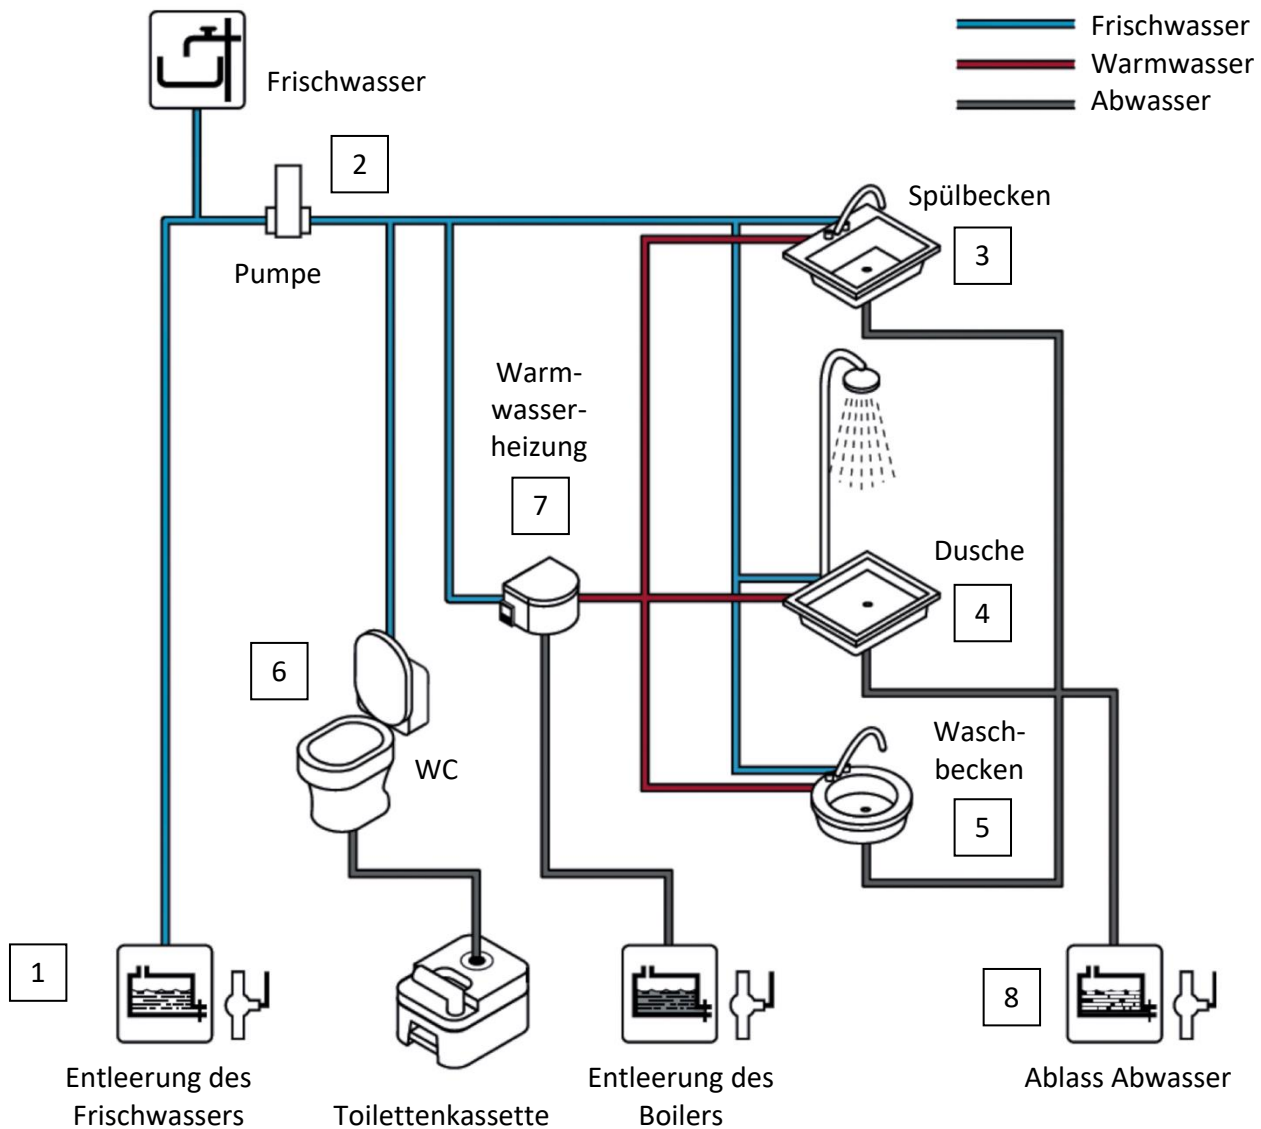 Frischwasser
Warmwasser
Abwasser
Frischwasser
2
Pumpe
Spülbecken
3
Warm-
wasser-
heizung
7
Dusche
4
6
WC
Wasch-
becken
5
1
8
Entleerung des
Frischwassers
Toilettenkassette
Entleerung des
Boilers
Ablass Abwasser